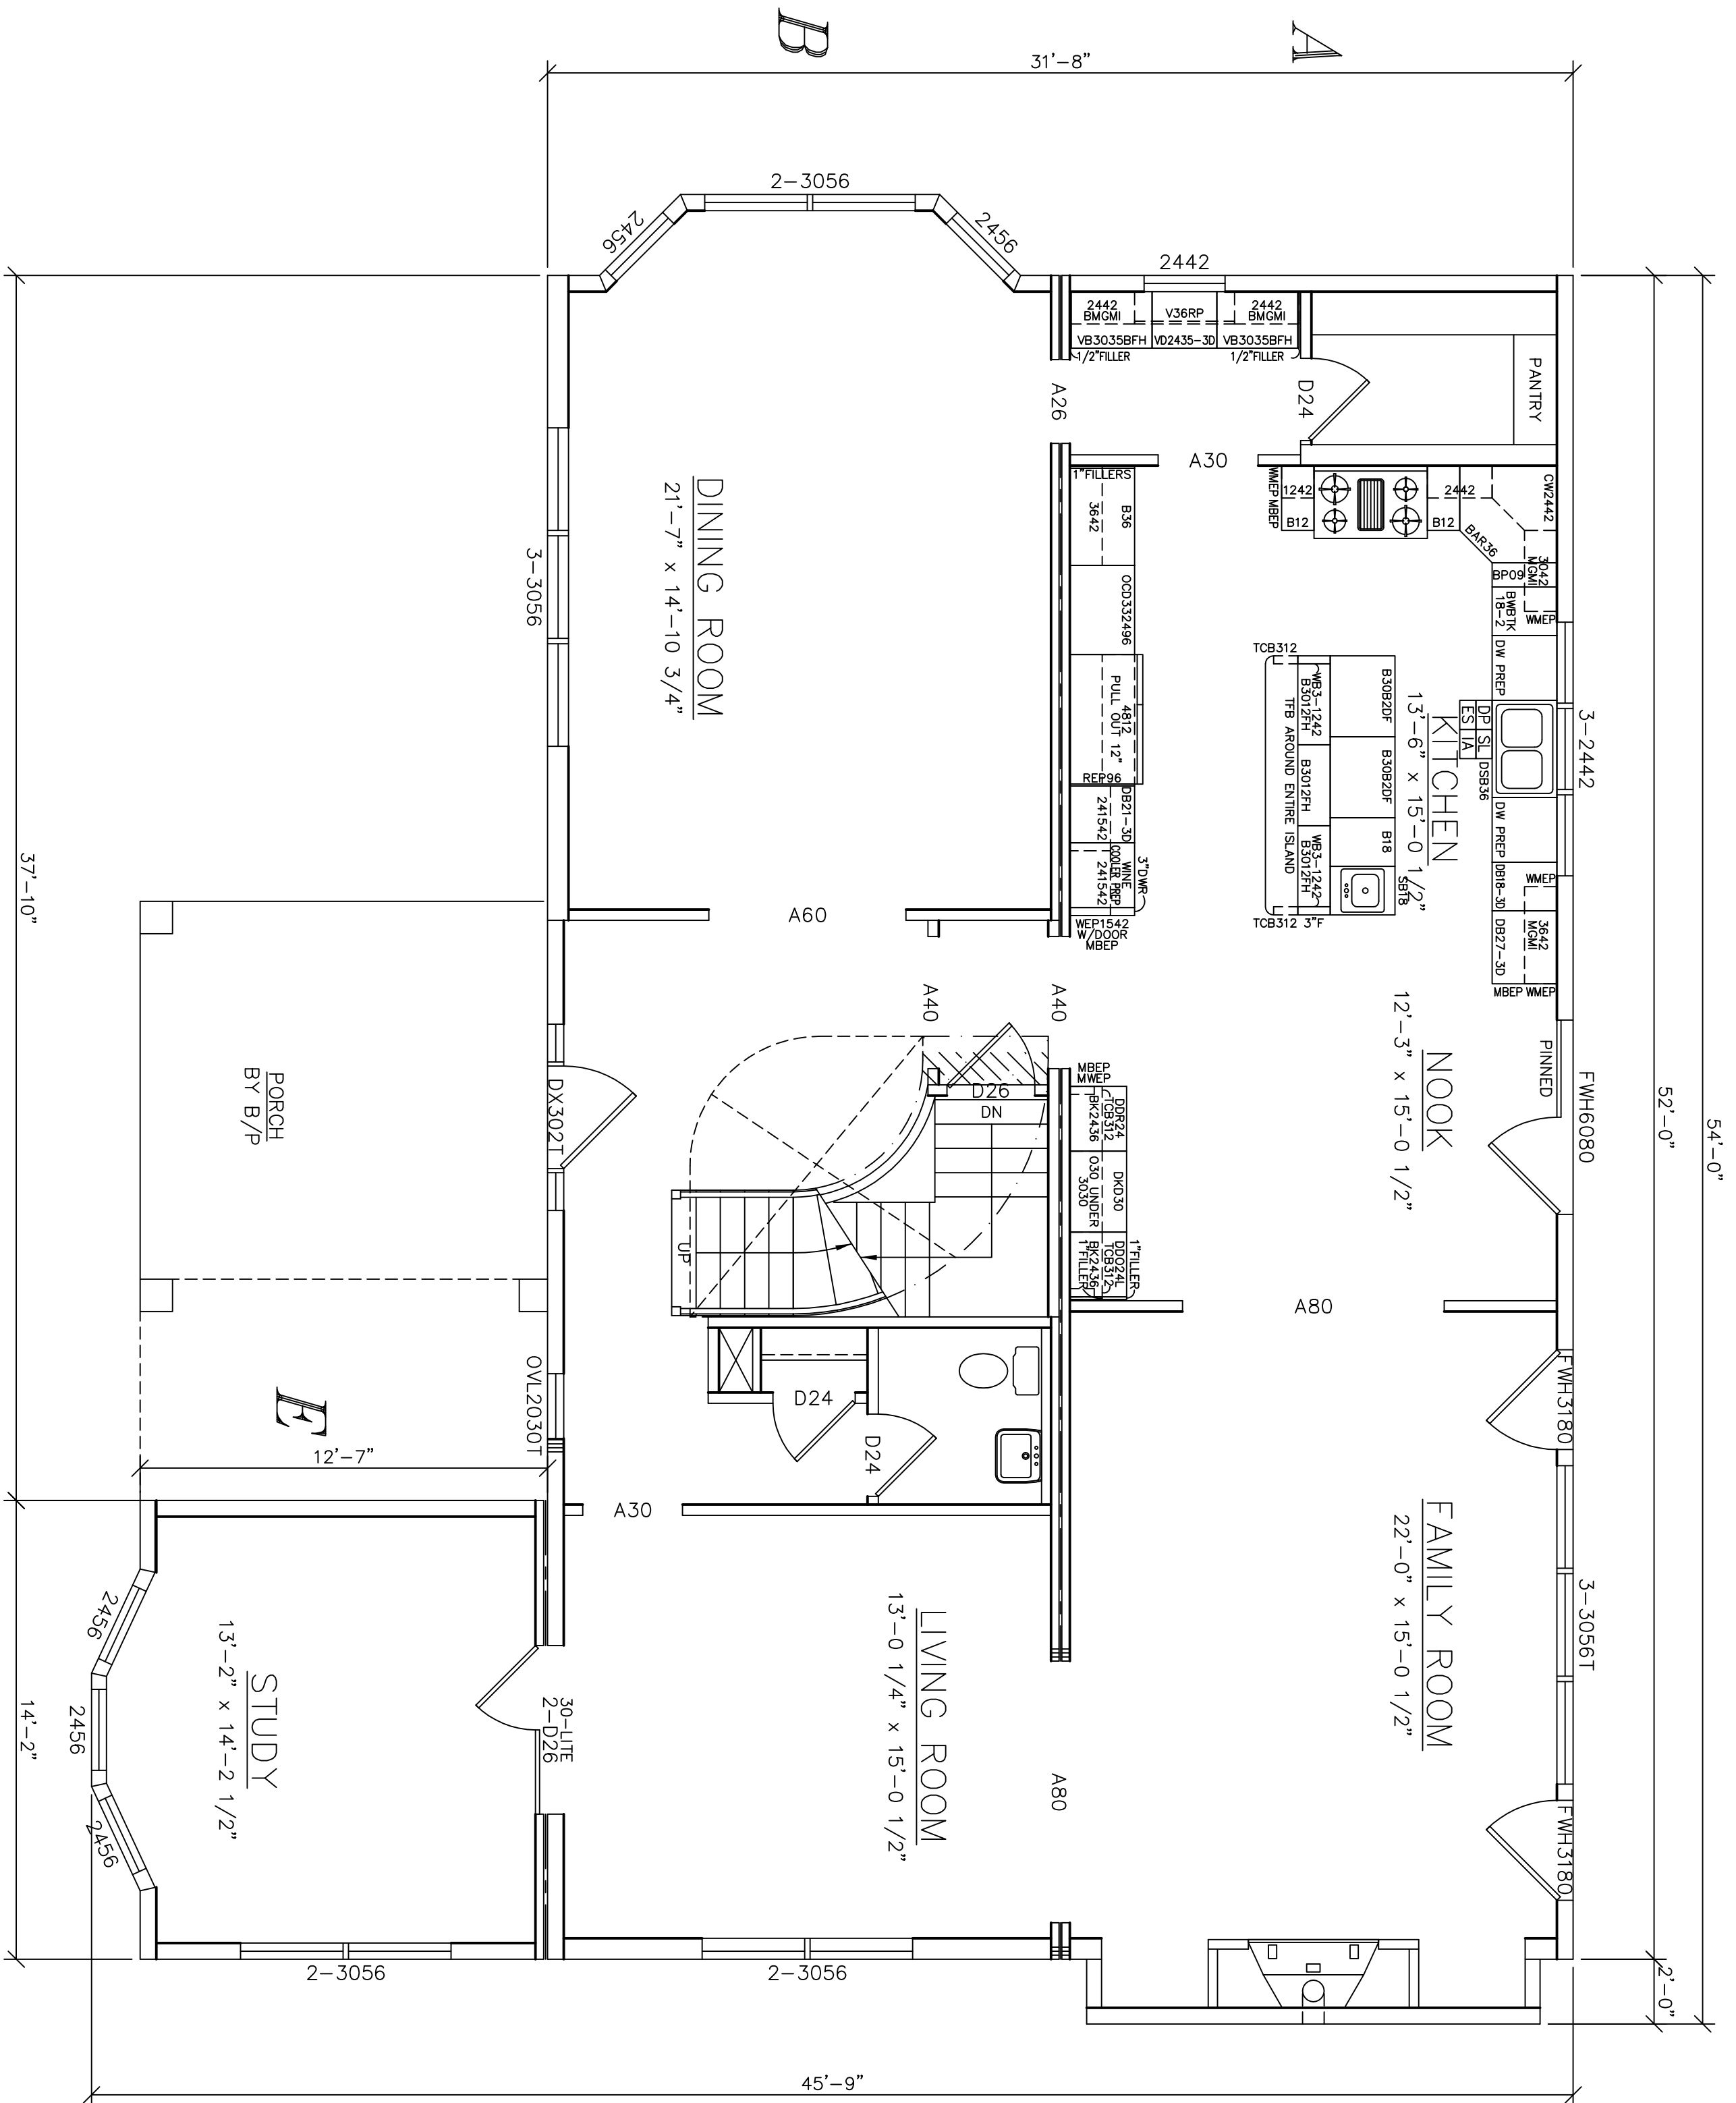 54'-0"
52'-0"
2'-0"
3-2442
FWH6080
3-3056T
31'-8"
A
B
PANTRY
D24
CW2442
3042
MGMI
WMEP
BP09
BWBTK
18-2
DW PREP
DSB36
DP SL
ES IA
DW PREP
WMEP
DB18-3D
3642
MGMI
DB27-3D
MBEP WMEP
PINNED
FWH3180
FWH3180
BAR36
2442
B12
1242
B12
WMEP MBEP
KITCHEN
13'-6" x 15'-0 1/2"
NOOK
12'-3" x 15'-0 1/2"
FAMILY ROOM
22'-0" x 15'-0 1/2"
B30B2DF
B30B2DF
B18
SB18
TCB312
WB3-1242
B3012FH
B3012FH
WB3-1242
B3012FH
TFB AROUND ENTIRE ISLAND
TCB312 3"F
A30
A80
2442
2442
BMGMI
V36RP
2442
BMGMI
VB3035BFH
VD2435-3D
VB3035BFH
1/2"FILLER
1/2"FILLER
1"FILLERS
B36
3642
OCD332496
4812
PULL OUT 12"
REP96
DB21-3D
241542
WINE
COOLER PREP
241542
3"DWR
WEP1542
W/DOOR
MBEP
MBEP
MWEP
DDR24
TCB312
BK2436
DKD30
O30 UNDER
3030
DDO24L
TCB312
BK2436
1"FILLER
1"FILLER
A26
A40
A40
A80
2456
2-3056
2456
DINING ROOM
21'-7" x 14'-10 3/4"
A60
D26
DN
UP
D24
D24
A30
LIVING ROOM
13'-0 1/4" x 15'-0 1/2"
2-3056
3-3056
DX302T
OVL2030T
30-LITE
2-D26
PORCH
BY B/P
E
12'-7"
STUDY
13'-2" x 14'-2 1/2"
2-3056
2456
2456
2456
37'-10"
14'-2"
45'-9"